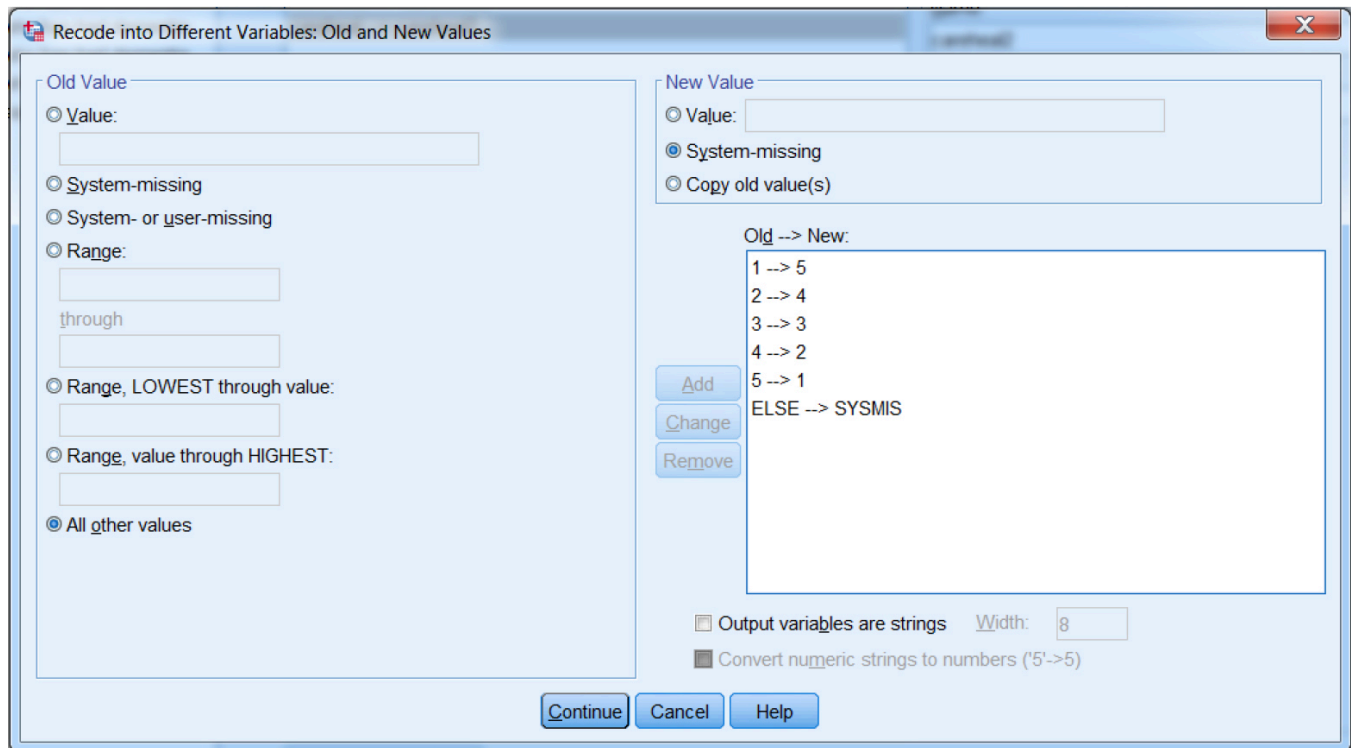 Recode into Different Variables: Old and New Values
Old Value
Value:
System-missing
System- or user-missing
Range:
through
Range, LOWEST through value:
Range, value through HIGHEST:
All other values
New Value
Value:
System-missing
Copy old value(s)
Old --> New:
1 --> 5
2 --> 4
3 --> 3
4 --> 2
5 --> 1
ELSE --> SYSMIS
Add
Change
Remove
Output variables are strings Width: 8
Convert numeric strings to numbers ('5'->5)
Continue Cancel Help